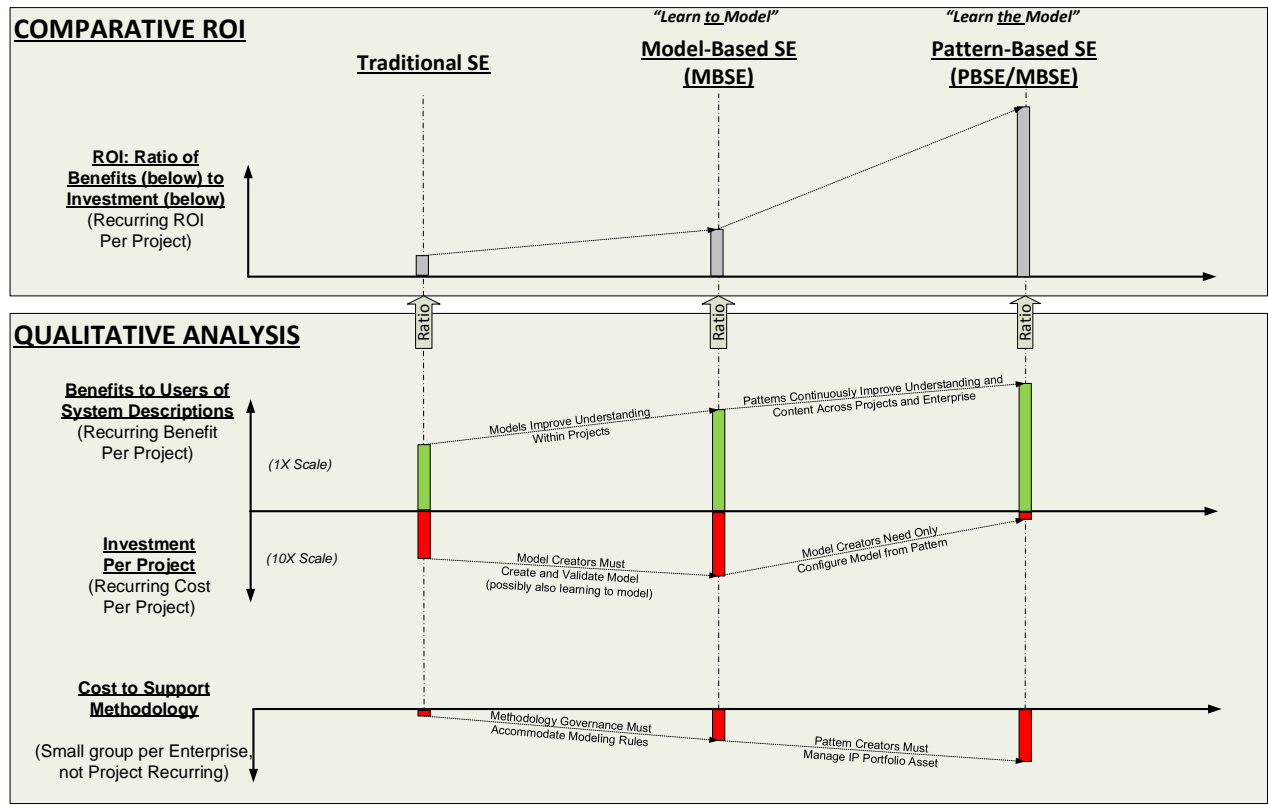 COMPARATIVE ROI
Traditional SE
“Learn to Model”
Model-Based SE
(MBSE)
“Learn the Model”
Pattern-Based SE
(PBSE/MBSE)
ROI: Ratio of
Benefits (below) to
Investment (below)
(Recurring ROI
Per Project)
Ratio
Ratio
Ratio
QUALITATIVE ANALYSIS
Benefits to Users of
System Descriptions
(Recurring Benefit
Per Project)
(1X Scale)
Models Improve Understanding
Within Projects
Patterns Continuously Improve Understanding and
Content Across Projects and Enterprise
Investment
Per Project
(Recurring Cost
Per Project)
(10X Scale)
Model Creators Must
Create and Validate Model
(possibly also learning to model)
Model Creators Need Only
Configure Model from Pattern
Cost to Support
Methodology
(Small group per Enterprise,
not Project Recurring)
Methodology Governance Must
Accommodate Modeling Rules
Pattern Creators Must
Manage IP Portfolio Asset